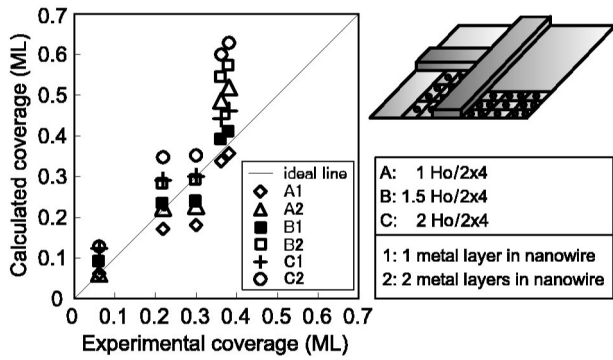 Calculated coverage (ML)
0.7
0.6
0.5
0.4
0.3
0.2
0.1
0
0 0.1 0.2 0.3 0.4 0.5 0.6 0.7
Experimental coverage (ML)
ideal line
A1
A2
B1
B2
C1
C2
A: 1 Ho/2x4
B: 1.5 Ho/2x4
C: 2 Ho/2x4
1: 1 metal layer in nanowire
2: 2 metal layers in nanowire